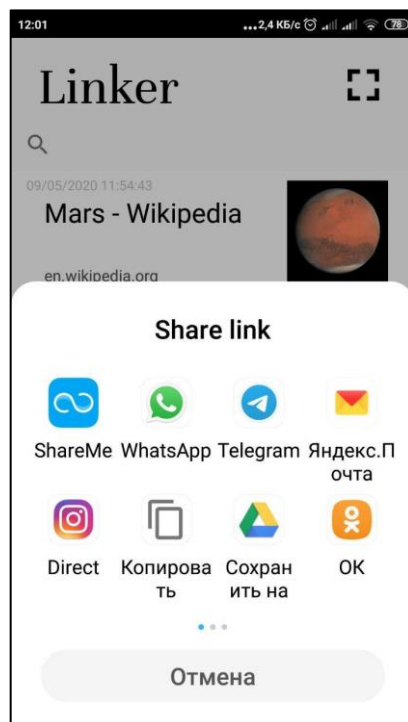 12:01 ...2,4 КБ/с 78
Linker
09/05/2020 11:54:43
Mars - Wikipedia
en.wikipedia.org
Share link
ShareMe WhatsApp Telegram Яндекс.П
очта
Direct Копирова Сохран OK
ть ить на
Отмена